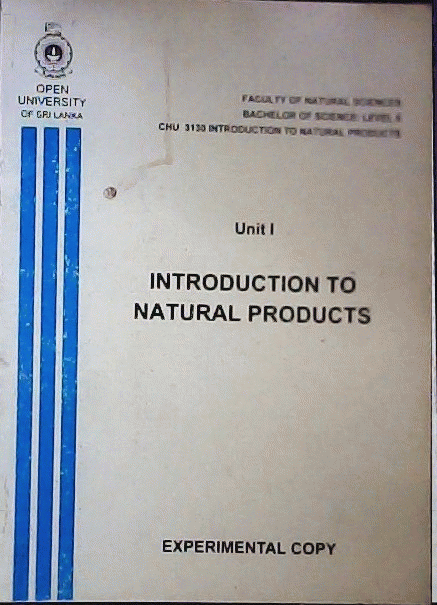 OPEN
UNIVERSITY
OF SRI LANKA
FACULTY OF NATURAL SCIENCES
BACHELOR OF SCIENCE LEVEL
CHU 3130 INTRODUCTION TO NATURAL PRODUCTS
Unit I
INTRODUCTION TO
NATURAL PRODUCTS
EXPERIMENTAL COPY